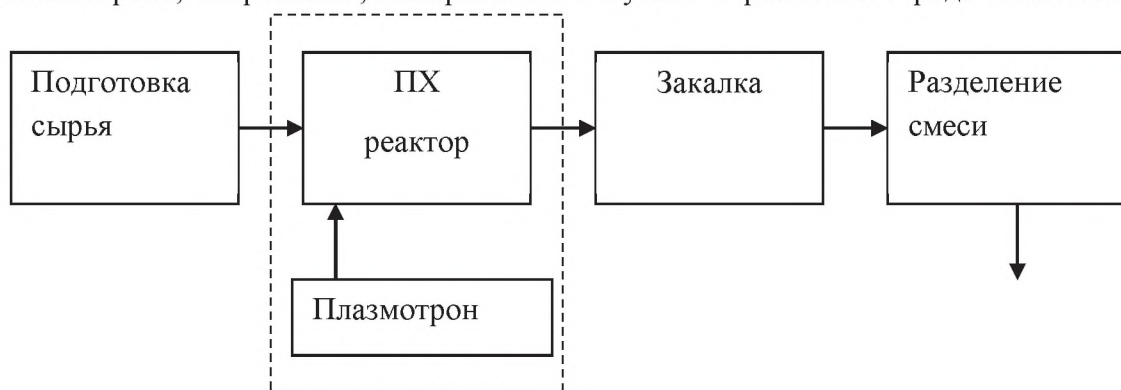 Подготовка
сырья
ПХ
реактор
Закалка
Разделение
смеси
Плазмотрон